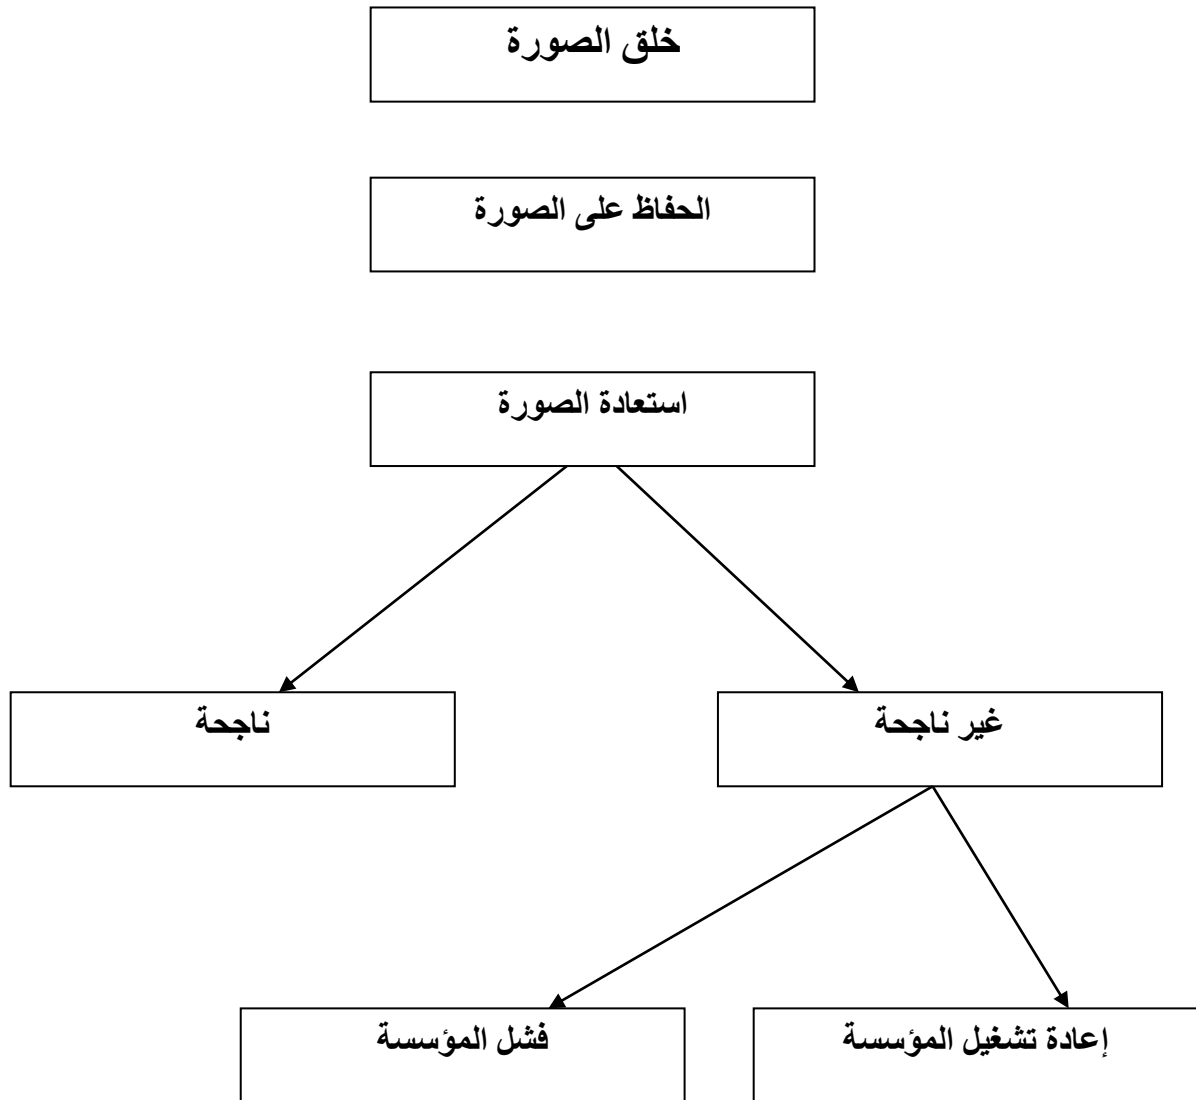 خلق الصورة
الحفاظ على الصورة
استعادة الصورة
غير ناجحة
ناجحة
إعادة تشغيل المؤسسة
فشل المؤسسة